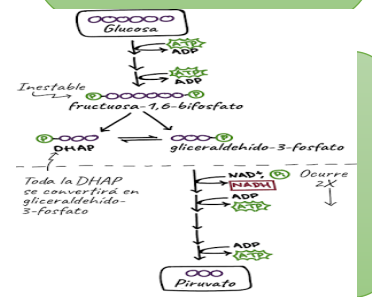 Glucosa
ATP
ADP
ATP
ADP
Inestable
P P
fructuosa-1,6-bifosfato
P P
DHAP gliceraldehído-3-fosfato
Toda la DHAP
se convertirá en
gliceraldehído-
3-fosfato
NAD+, Pi
NADH
Ocurre
2X
ADP
ATP
ADP
ATP
Piruvato